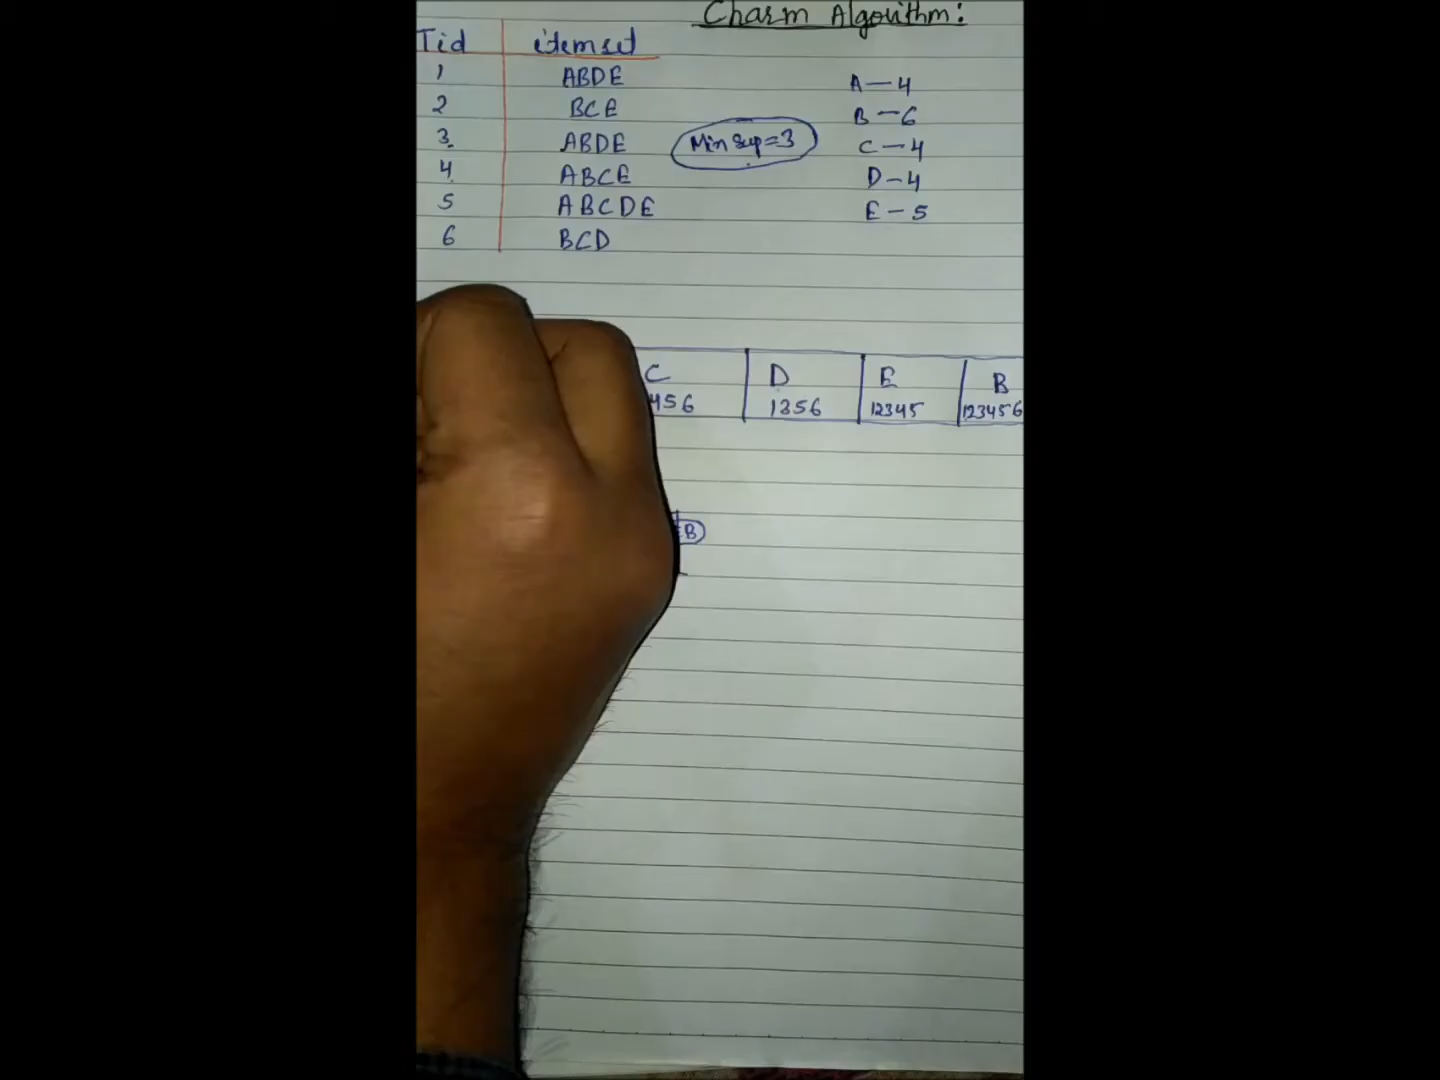 Charm Algorithm:
Tid itemset
1 ABDE
2 BCE
3 ABDE
4 ABCE
5 ABCDE
6 BCD
Min Sup=3
A - 4
B - 6
C - 4
D - 4
E - 5
C D E B
456 1356 12345 123456
B